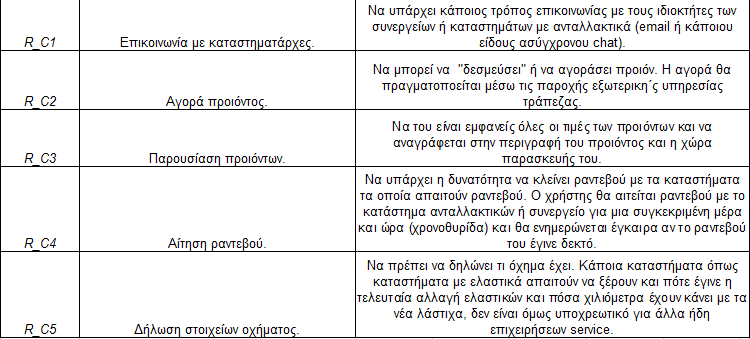 Να υπάρχει κάποιος τρόπος επικοινωνίας με τους ιδιοκτήτες των
συνεργείων ή καταστημάτων με ανταλλακτικά (email ή κάποιου
R_C1 Επικοινωνία με καταστηματάρχες. είδους ασύγχρονου chat).
Να μπορεί να "δεσμεύσει" ή να αγοράσει προιόν. Η αγορά θα
πραγματοποείται μέσω τις παροχής εξωτερικη΄ς υπηρεσίας
R_C2 Αγορά προιόντος. τράπεζας.
Να του είναι εμφανείς όλες οι τιμές των προιόντων και να
αναγράφεται στην περιγραφή του προιόντος και η χώρα
R_C3 Παρουσίαση προιόντων. παρασκευής του.
Να υπάρχει η δυνατότητα να κλείνει ραντεβού με τα καταστήματα
τα οποία απαιτούν ραντεβού. Ο χρήστης θα αιτείται ραντεβού με το
κατάστημα ανταλλακτικών ή συνεργείο για μια συγκεκριμένη μέρα
και ώρα (χρονοθυρίδα) και θα ενημερώνεται έγκαιρα αν το ραντεβού
R_C4 Αίτηση ραντεβού. του έγινε δεκτό.
Να πρέπει να δηλώνει τι όχημα έχει. Κάποια καταστήματα όπως
καταστήματα με ελαστικά απαιτούν να ξέρουν και πότε έγινε η
τελευταία αλλαγή ελαστικών και πόσα χιλιόμετρα έχουν κάνει με τα
νέα λάστιχα, δεν είναι όμως υποχρεωτικό για άλλα ήδη
R_C5 Δήλωση στοιχείων οχήματος. επιχειρήσεων service.